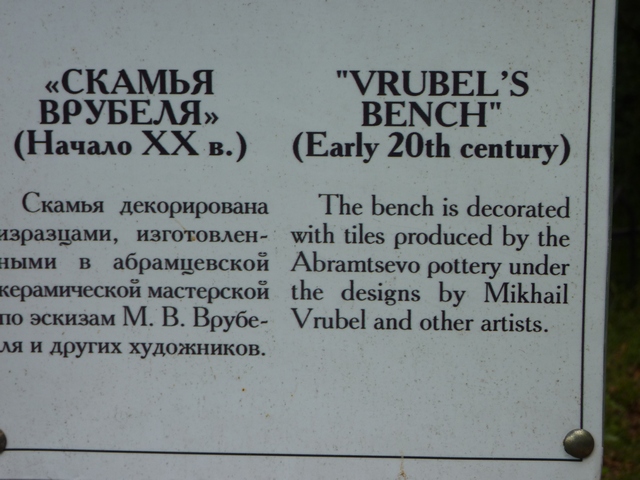 «СКАМЬЯ
ВРУБЕЛЯ»
(Начало XX в.)
Скамья декорирована
изразцами, изготовлен-
ными в абрамцевской
керамической мастерской
по эскизам М. В. Врубе-
ля и других художников.
"VRUBEL'S
BENCH"
(Early 20th century)
The bench is decorated
with tiles produced by the
Abramtsevo pottery under
the designs by Mikhail
Vrubel and other artists.